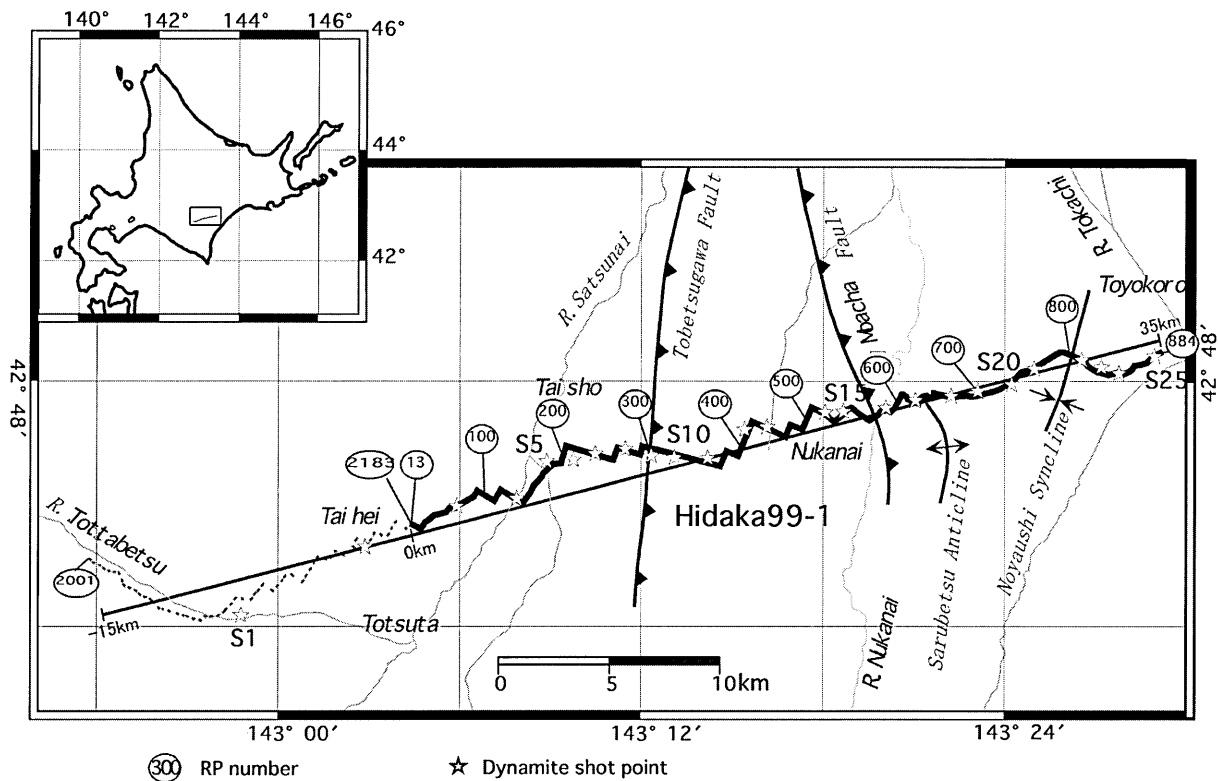 140° 142° 144° 146°
46°
44°
42°
R. Satsunai
Tobetsugawa Fault
Moacha Fault
R. Tokachi
Toyokoro
800
35km
884
42° 48'
42° 48'
700
S20
S25
600
S15
500
Taisho
200
300
400
S10
S5
100
Nukanai
2183
13
Taihei
0km
Hidaka99-1
R. Tottabetsu
2001
-15km
S1
Totsuta
R. Nukanai
Sarubetsu Anticline
Noyaushi Syncline
0 5 10km
143° 00' 143° 12' 143° 24'
300 RP number
Dynamite shot point